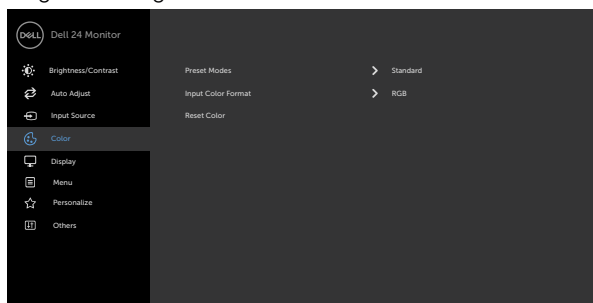 DELL Dell 24 Monitor
Brightness/Contrast Preset Modes Standard
Auto Adjust Input Color Format RGB
Input Source Reset Color
Color
Display
Menu
Personalize
Others